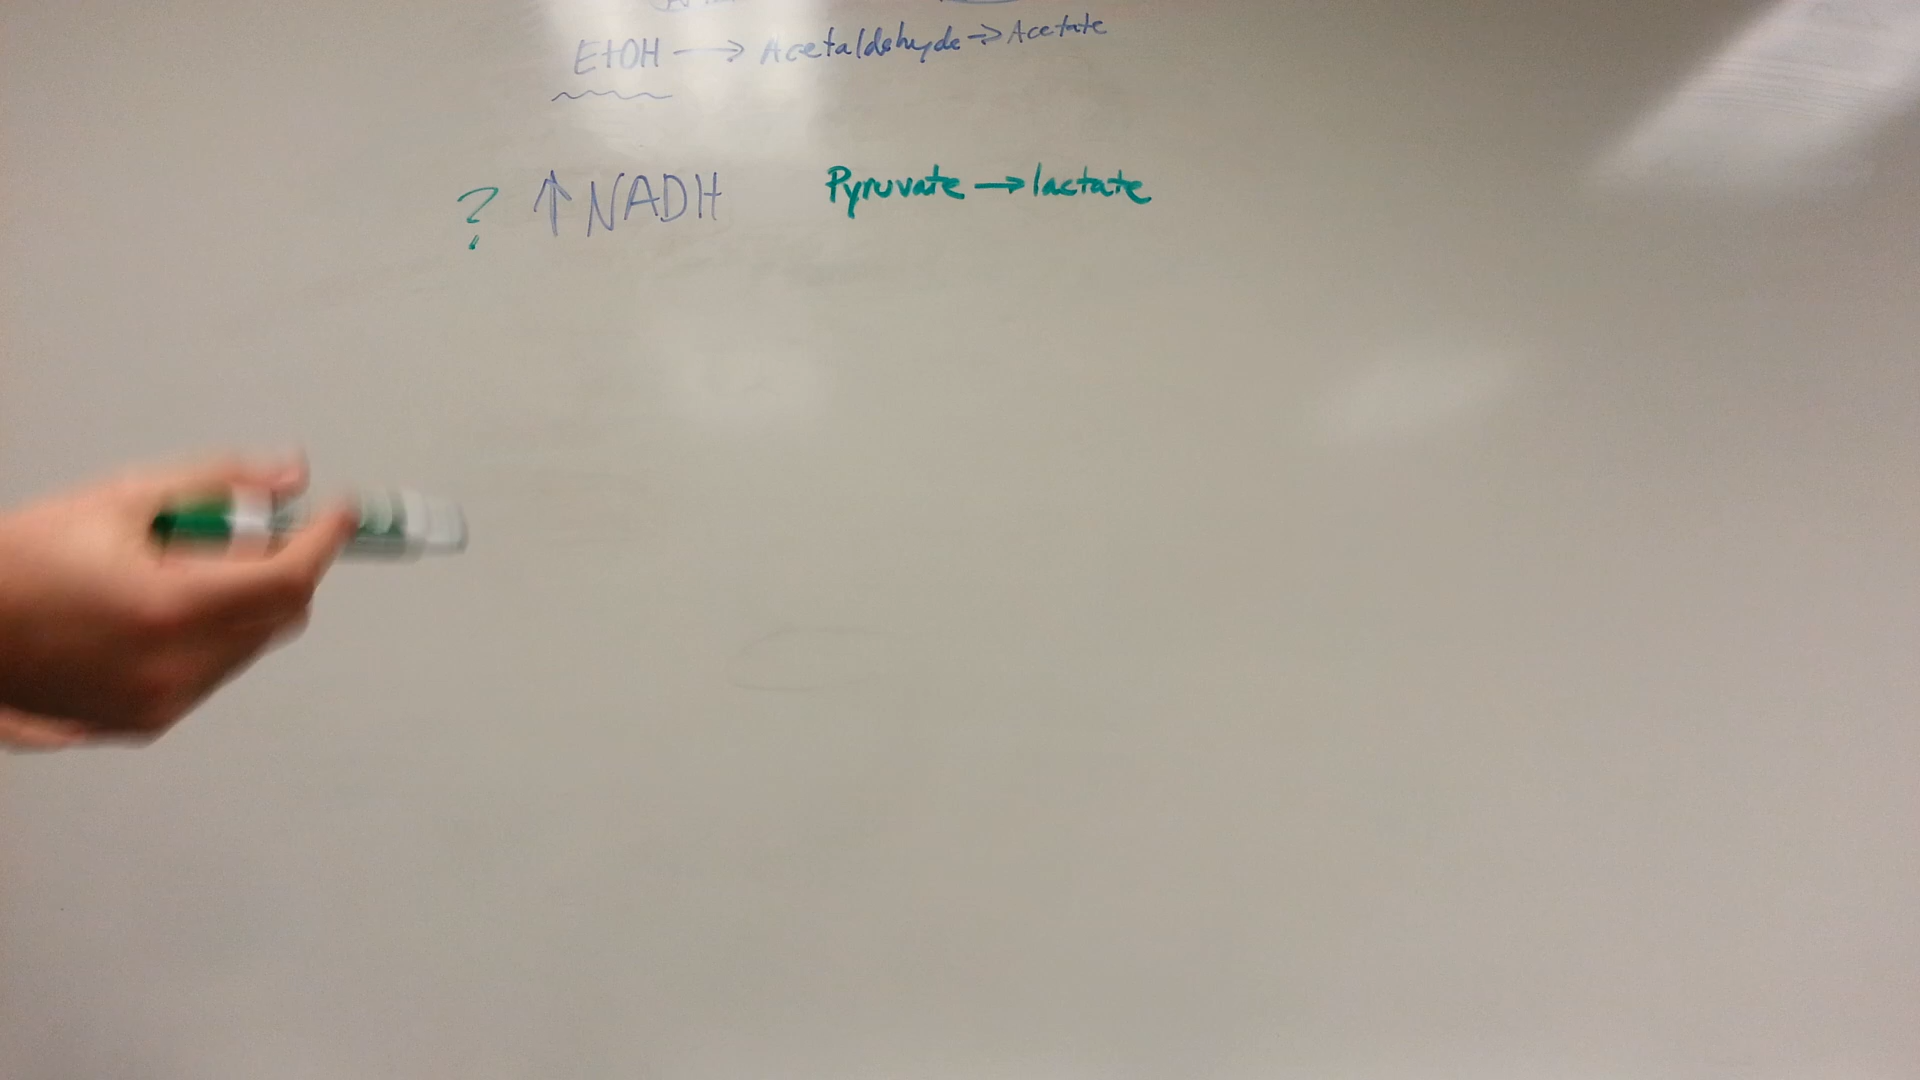 EtOH → Acetaldehyde → Acetate
? ↑ NADH Pyruvate → lactate